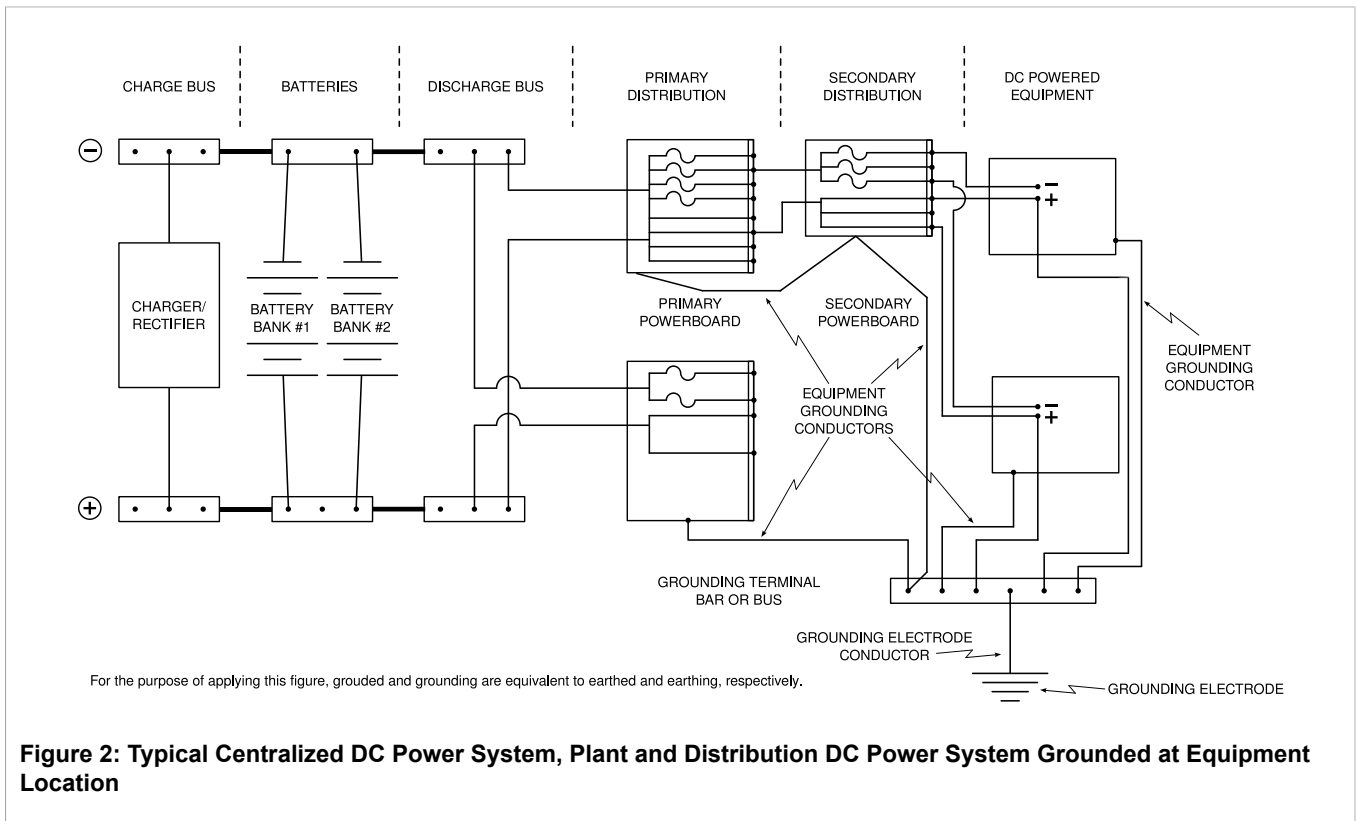 CHARGE BUS
BATTERIES
DISCHARGE BUS
PRIMARY
DISTRIBUTION
SECONDARY
DISTRIBUTION
DC POWERED
EQUIPMENT
−
CHARGER/
RECTIFIER
BATTERY
BANK #1
BATTERY
BANK #2
PRIMARY
POWERBOARD
SECONDARY
POWERBOARD
−
+
EQUIPMENT
GROUNDING
CONDUCTOR
EQUIPMENT
GROUNDING
CONDUCTORS
−
+
+
GROUNDING TERMINAL
BAR OR BUS
GROUNDING ELECTRODE
CONDUCTOR
GROUNDING ELECTRODE
For the purpose of applying this figure, grouded and grounding are equivalent to earthed and earthing, respectively.
Figure 2: Typical Centralized DC Power System, Plant and Distribution DC Power System Grounded at Equipment
Location